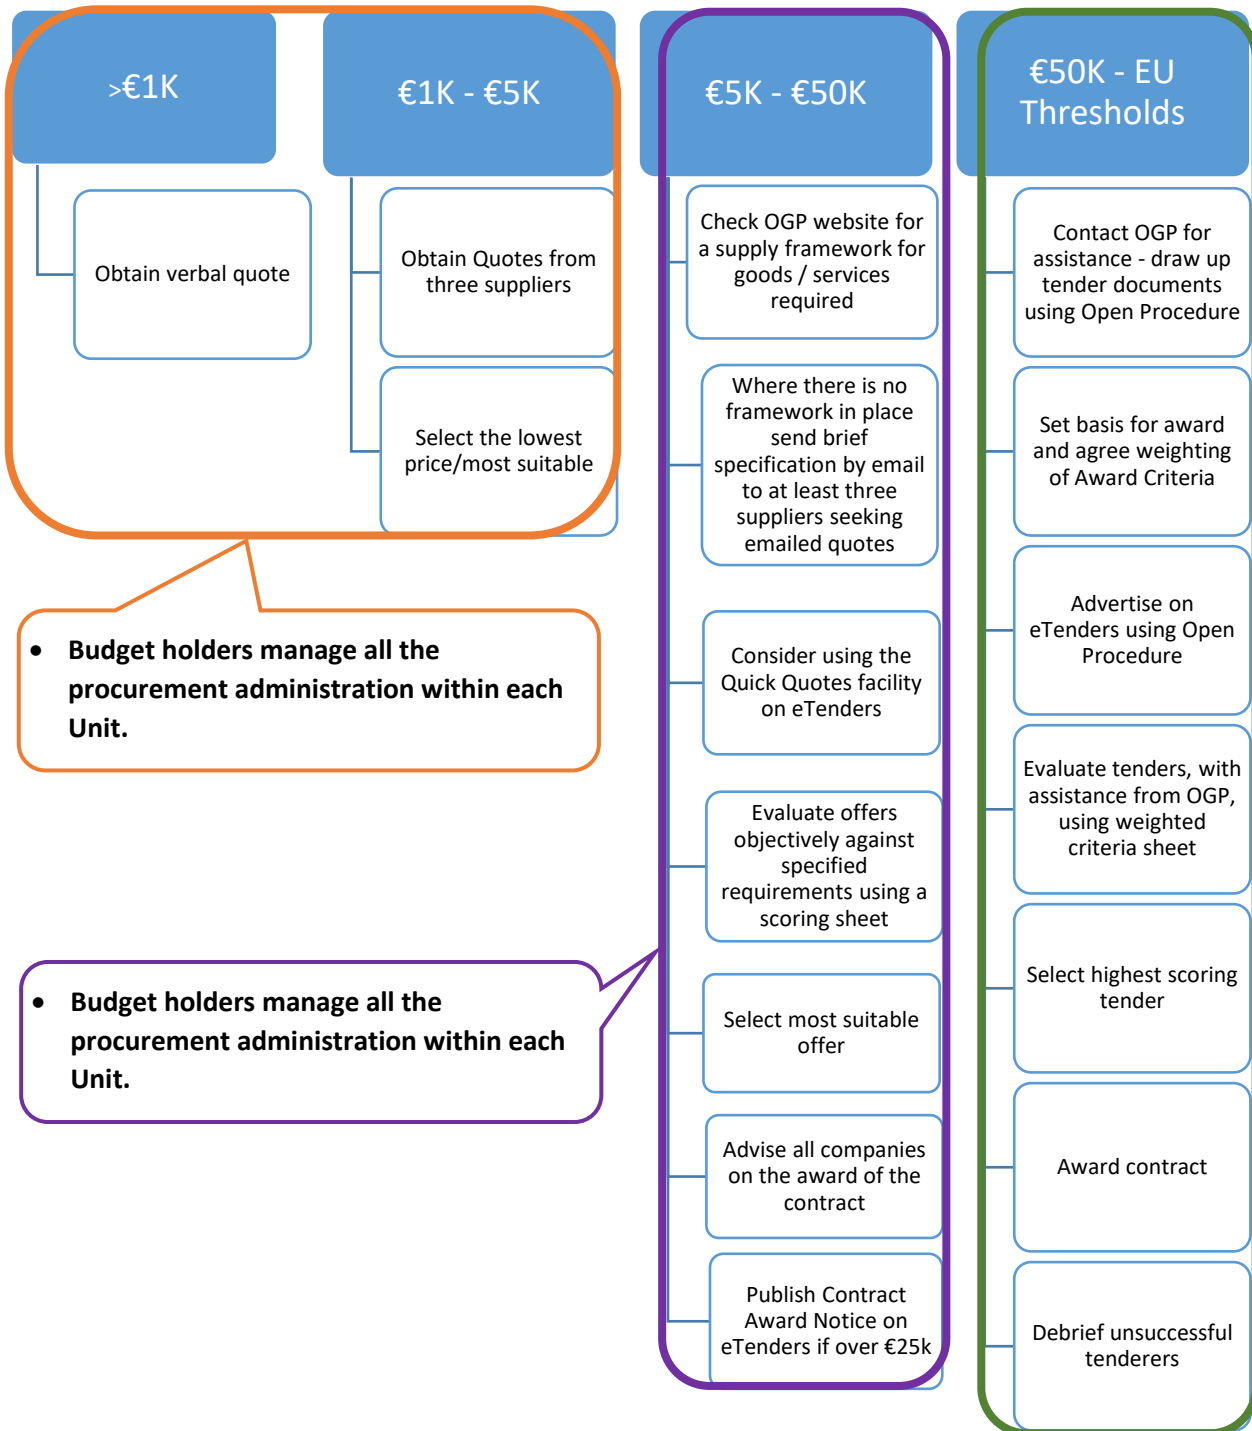 >€1K
€1K - €5K
€5K - €50K
€50K - EU
Thresholds
Obtain verbal quote
Obtain Quotes from
three suppliers
Select the lowest
price/most suitable
Check OGP website for
a supply framework for
goods / services
required
Where there is no
framework in place
send brief
specification by email
to at least three
suppliers seeking
emailed quotes
Consider using the
Quick Quotes facility
on eTenders
Evaluate offers
objectively against
specified
requirements using a
scoring sheet
Select most suitable
offer
Advise all companies
on the award of the
contract
Publish Contract
Award Notice on
eTenders if over €25k
Contact OGP for
assistance - draw up
tender documents
using Open Procedure
Set basis for award
and agree weighting
of Award Criteria
Advertise on
eTenders using Open
Procedure
Evaluate tenders, with
assistance from OGP,
using weighted
criteria sheet
Select highest scoring
tender
Award contract
Debrief unsuccessful
tenderers
• Budget holders manage all the
procurement administration within each
Unit.
• Budget holders manage all the
procurement administration within each
Unit.